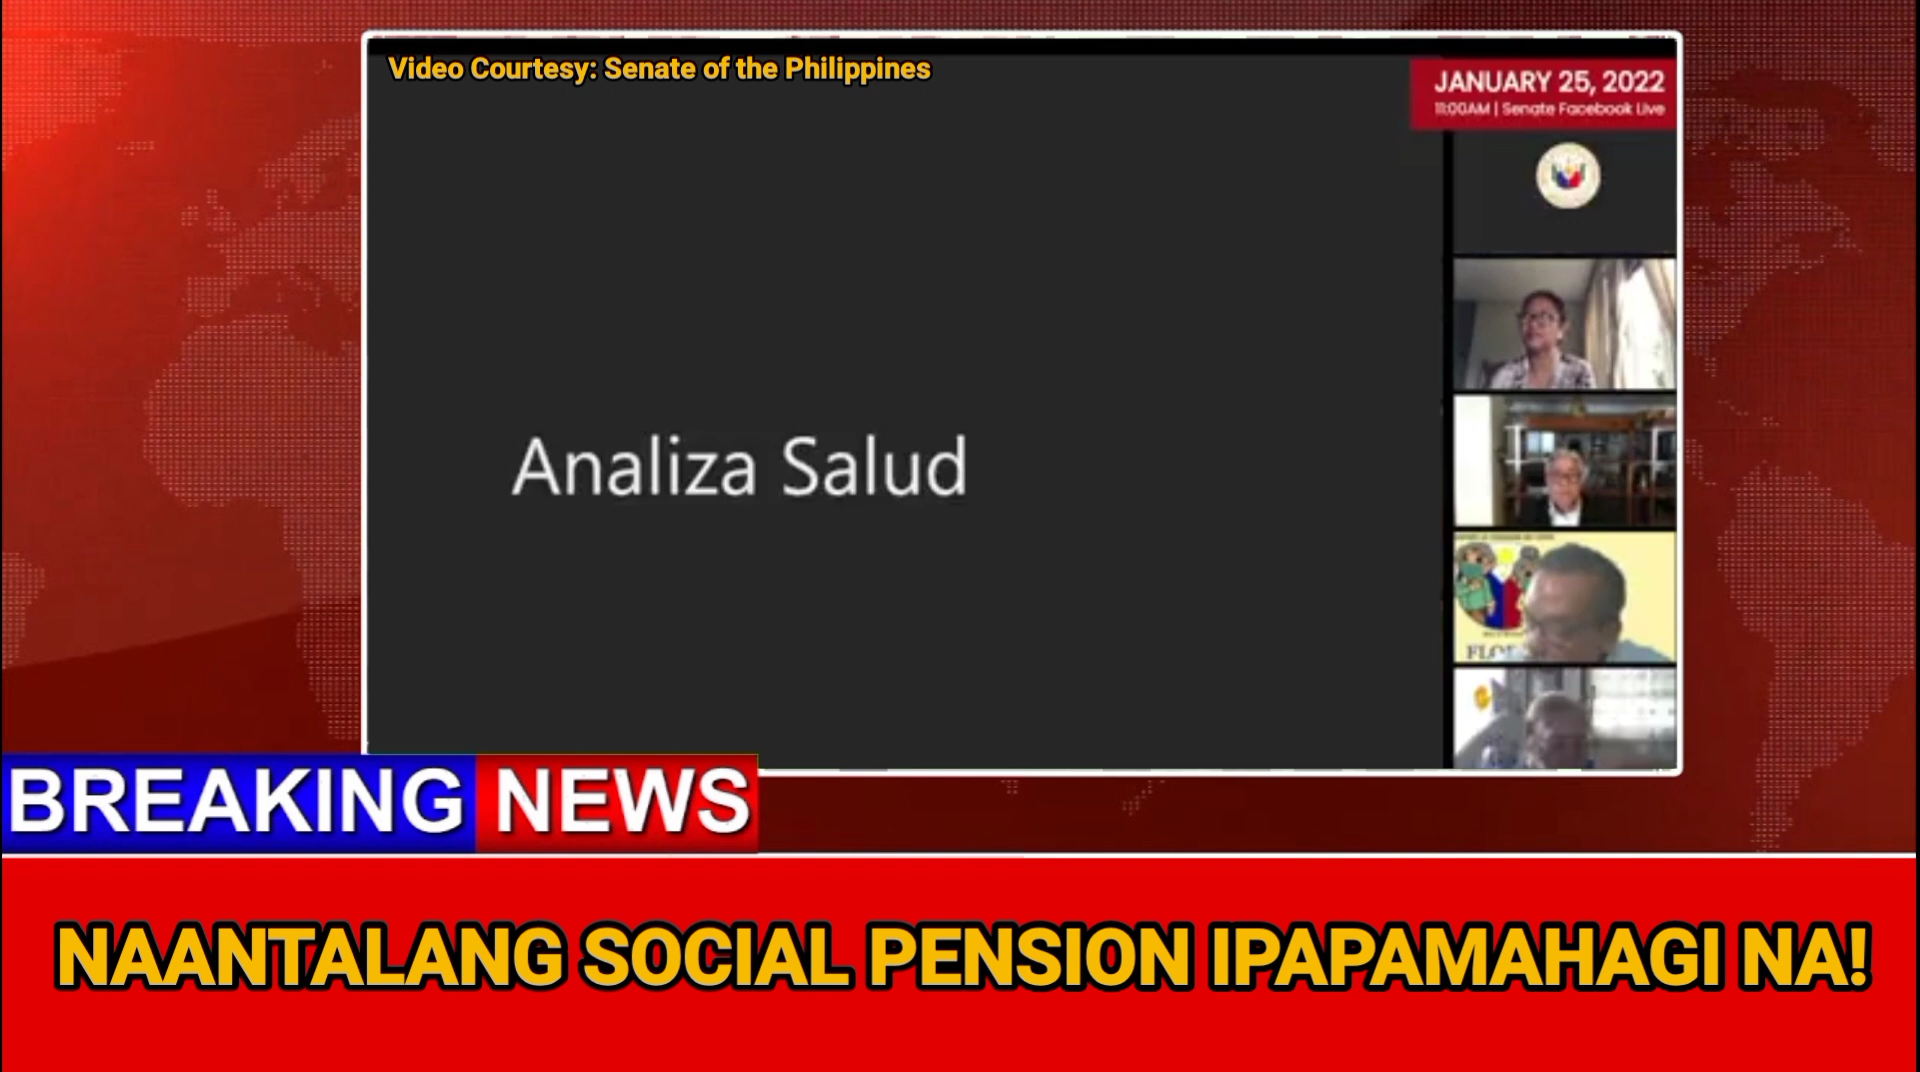 Video Courtesy: Senate of the Philippines
JANUARY 25, 2022
11:00AM | Senate Facebook Live
Analiza Salud
BREAKING NEWS
NAANTALANG SOCIAL PENSION IPAPAMAHAGI NA!